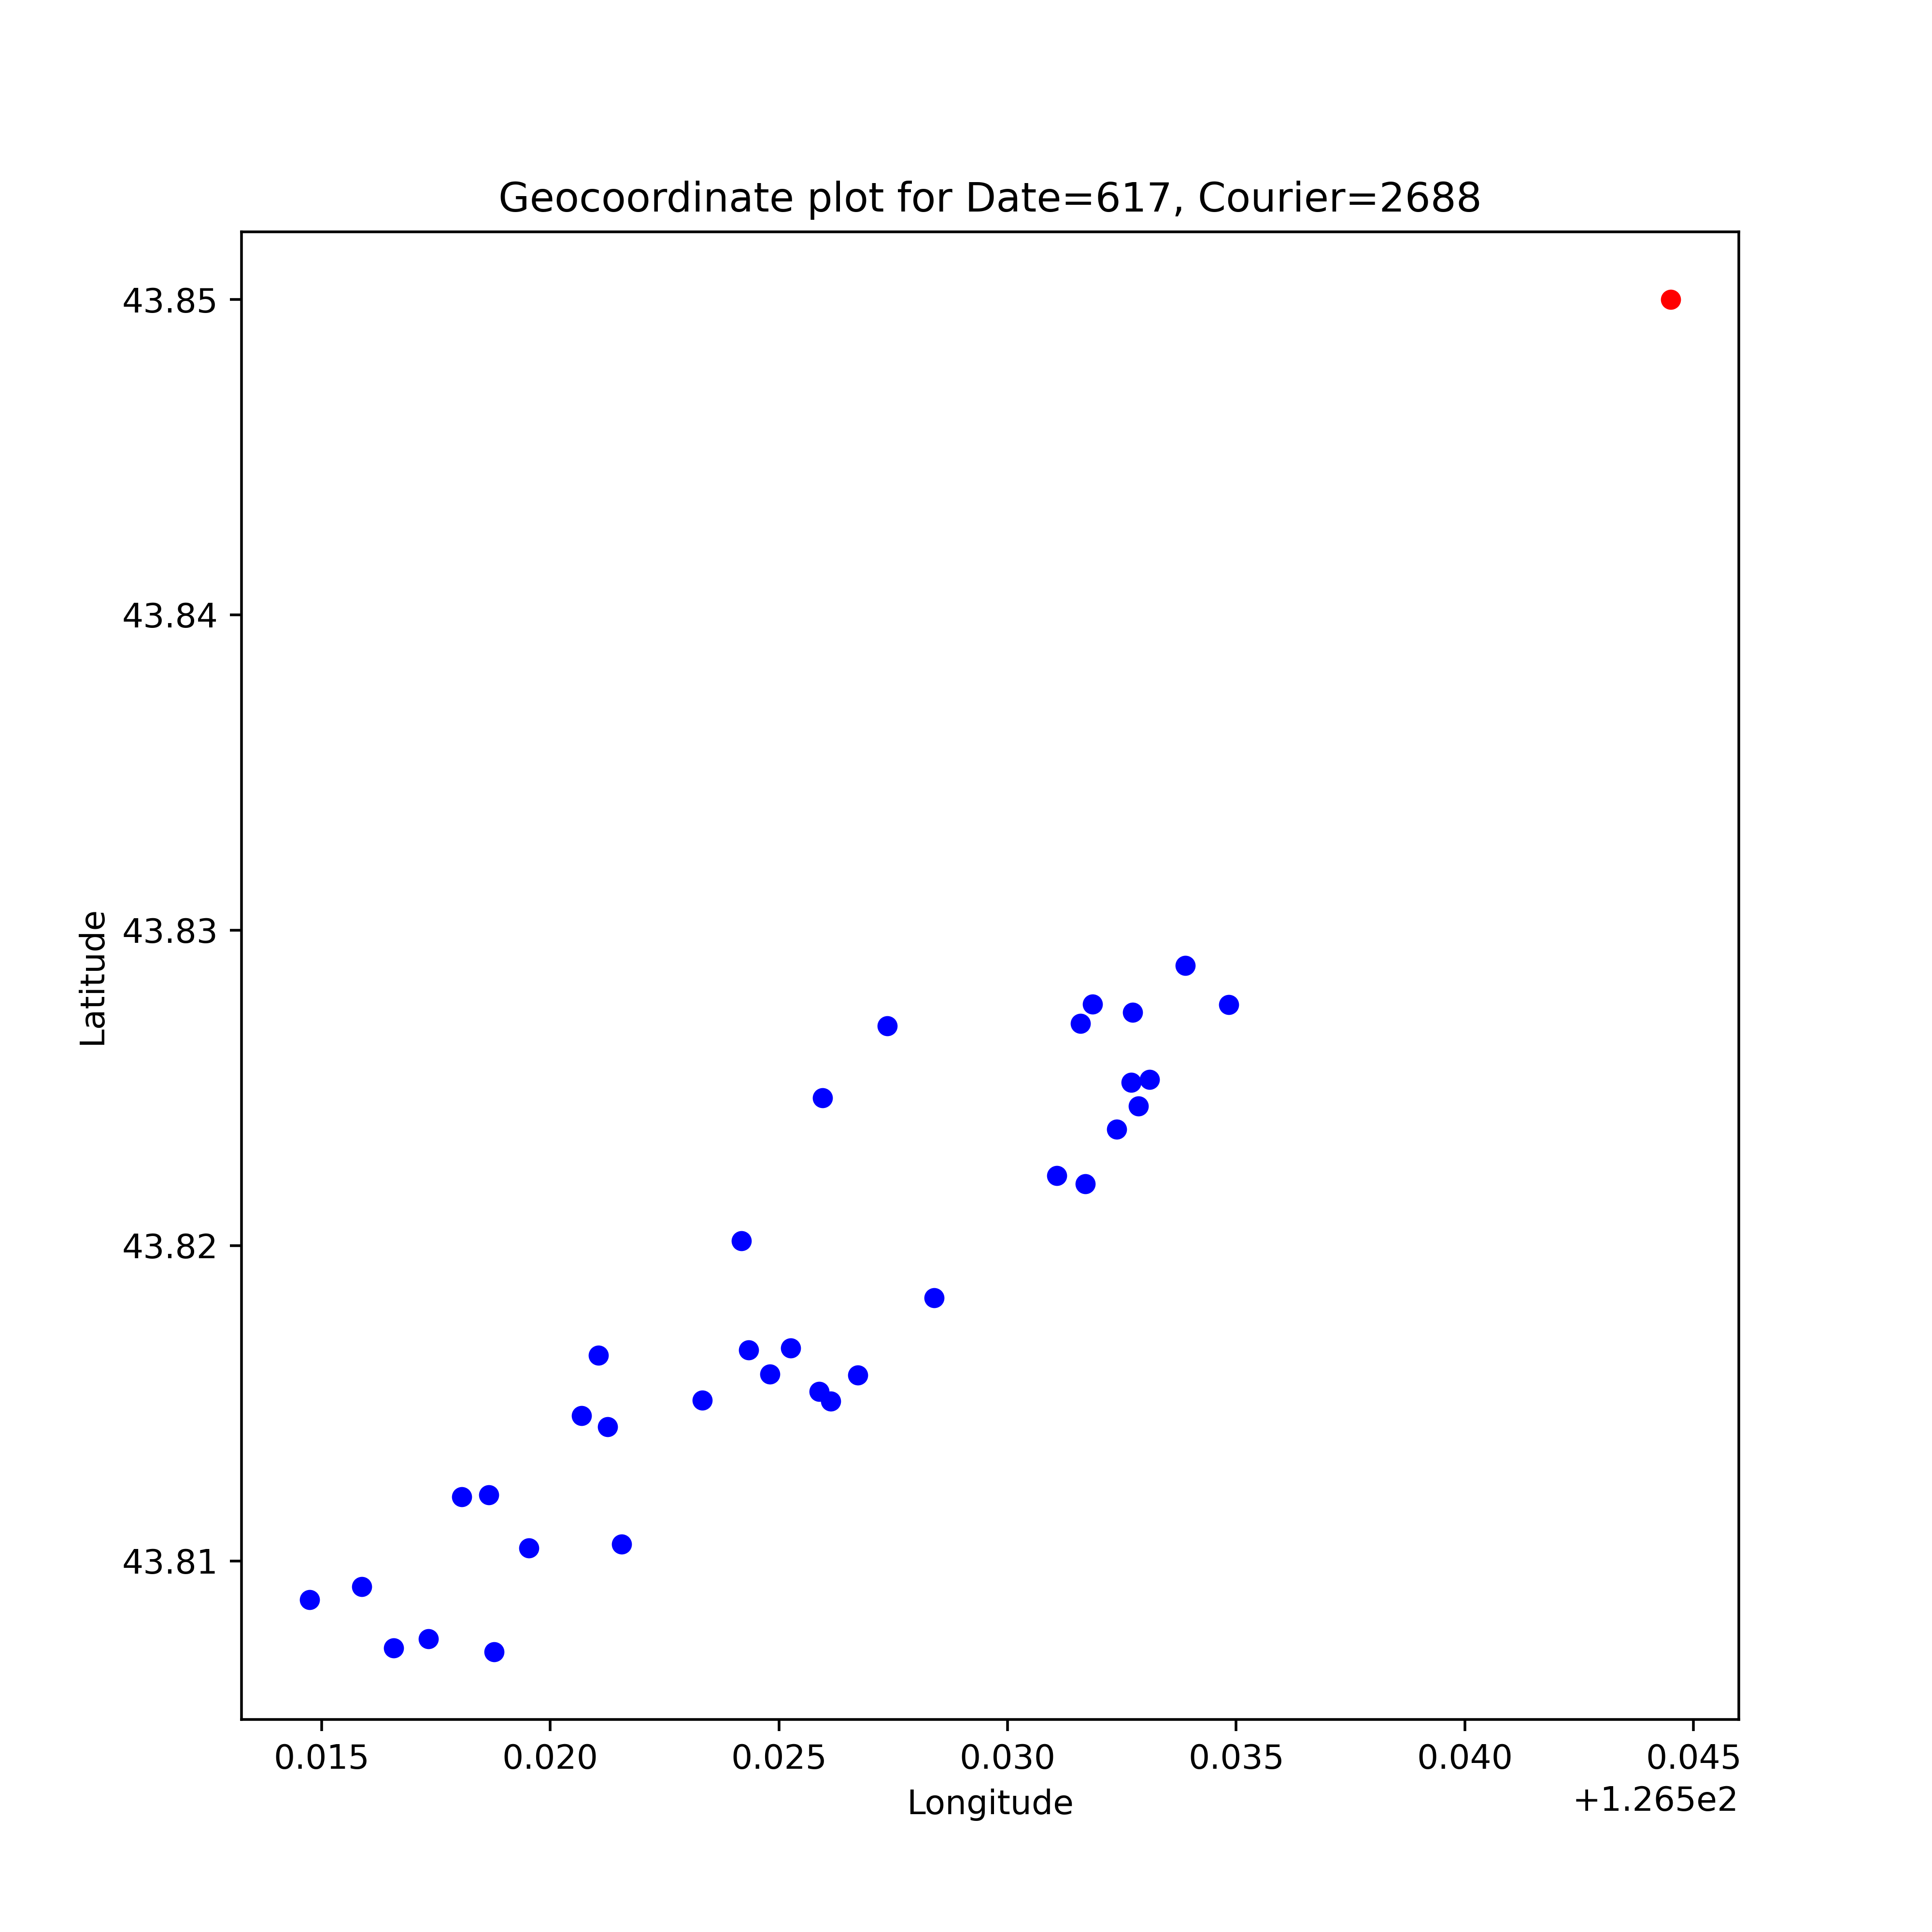 Geocoordinate plot for Date=617, Courier=2688
43.85
43.84
43.83
43.82
43.81
Latitude
0.015 0.020 0.025 0.030 0.035 0.040 0.045
+1.265e2
Longitude